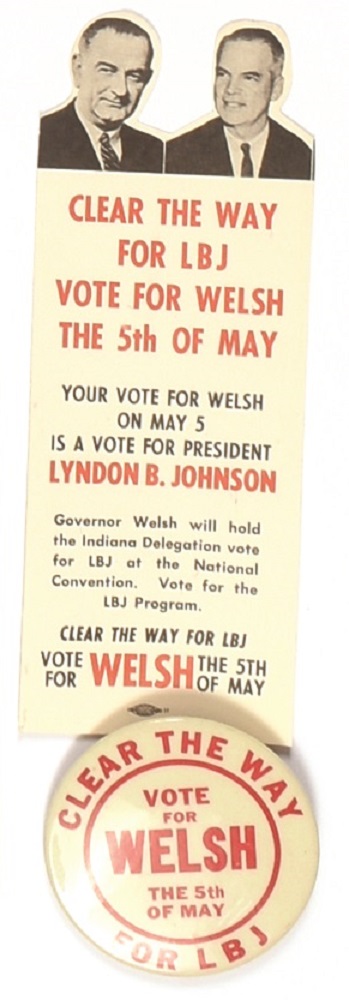 CLEAR THE WAY
FOR LBJ
VOTE FOR WELSH
THE 5th OF MAY
YOUR VOTE FOR WELSH
ON MAY 5
IS A VOTE FOR PRESIDENT
LYNDON B. JOHNSON
Governor Welsh will hold
the Indiana Delegation vote
for LBJ at the National
Convention. Vote for the
LBJ Program.
CLEAR THE WAY FOR LBJ
VOTE FOR WELSH THE 5TH OF MAY
CLEAR THE WAY
VOTE
FOR
WELSH
THE 5th
OF MAY
FOR LBJ